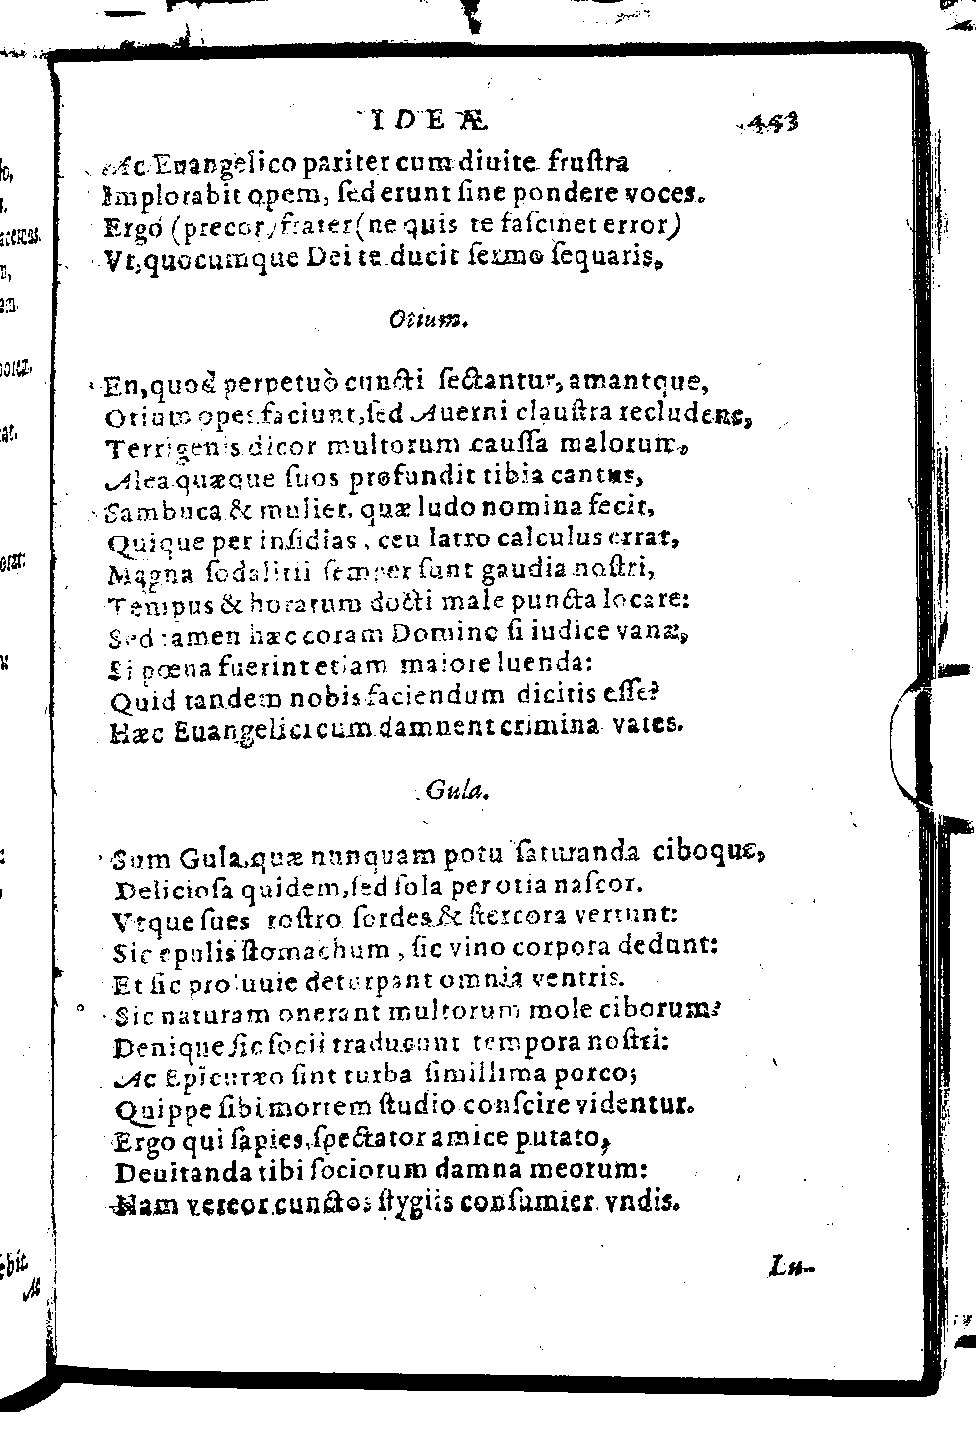 IDEÆ 443
Ac Euangelico pariter cum diuite fruſtra
Implorabit opem, ſed erunt ſine pondere voces.
Ergo (precor, frater (ne quis te faſcinet error)
Vt, quocumque Dei te ducit ſermo ſequaris,
Otium.
En, quod perpetuò cuncti ſectantur, amantque,
Otium opes faciunt, ſed Auerni clauſtra recludens,
Terrigenis dicor multorum cauſſa malorum,
Alea quæque ſuos profundit tibia cantus,
Sambuca & mulier, quæ ludo nomina fecit,
Quique per inſidias, ceu latro calculus errat,
Magna ſodalitii ſemper ſunt gaudia noſtri,
Tempus & horarum docti male puncta locare:
Sed tamen hæc coram Domino ſi iudice vana,
Si pœna fuerint etiam maiore luenda:
Quid tandem nobis faciendum dicitis eſſe?
Hæc Euangelici cum damnent crimina vates.
Gula.
Sum Gula, quæ nunquam potu ſaturanda ciboque,
Delicioſa quidem, ſed ſola per otia naſcor.
Vtque ſues roſtro ſordes & ſtercora vertunt:
Sic epulis ſtomachum, ſic vino corpora dedunt:
Et ſic proluuie deturpant omnia ventris.
Sic naturam onerant multorum mole ciborum:
Denique ſic ſocii traducunt tempora noſtri:
Ac Epicuræo ſint turba ſimillima porco;
Quippe ſibi mortem ſtudio conſcire videntur.
Ergo qui ſapies, ſpectator amice putato,
Deuitanda tibi ſociorum damna meorum:
Nam vereor cunctos ſtygiis conſumier vndis.
Lu-